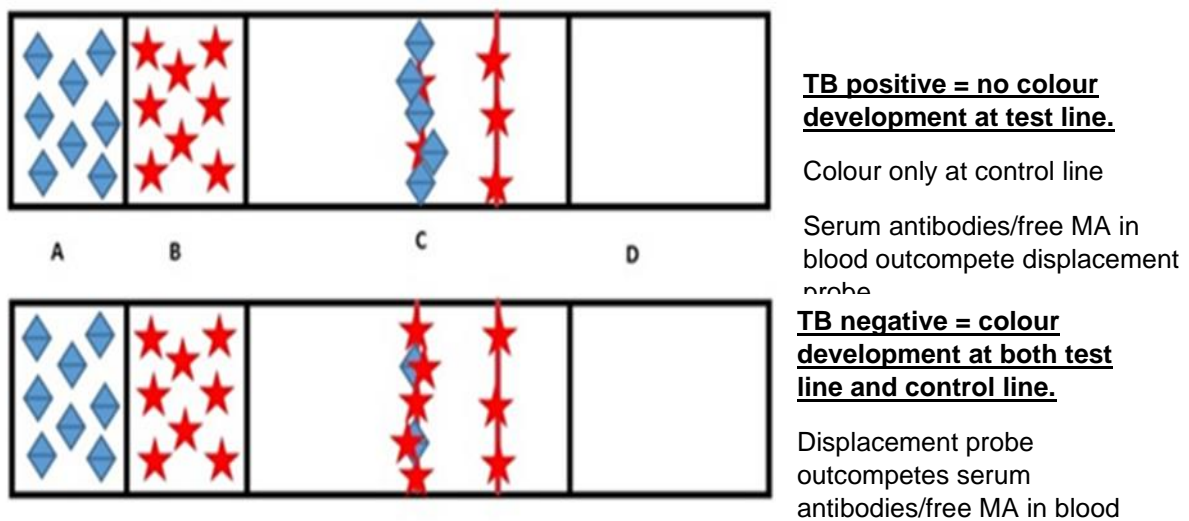 TB positive = no colour
development at test line.
Colour only at control line
Serum antibodies/free MA in
blood outcompete displacement
probe
A
B
C
D
TB negative = colour
development at both test
line and control line.
Displacement probe
outcompetes serum
antibodies/free MA in blood